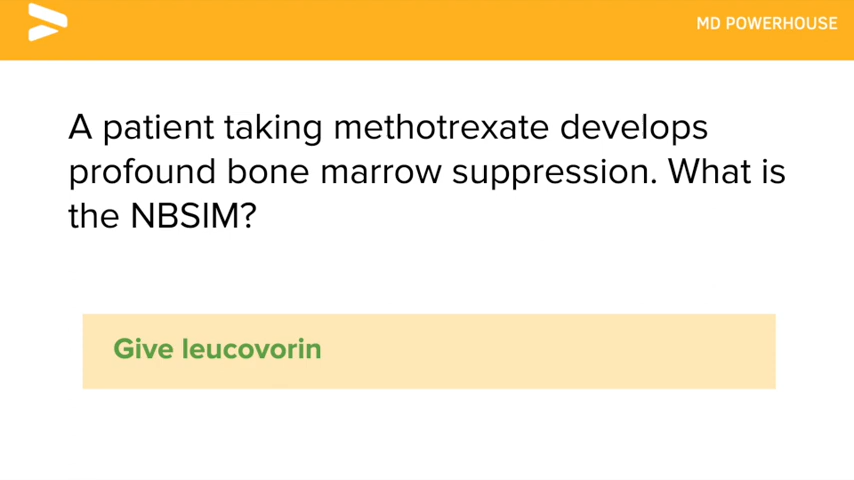 MD POWERHOUSE
A patient taking methotrexate develops
profound bone marrow suppression. What is
the NBSIM?
Give leucovorin